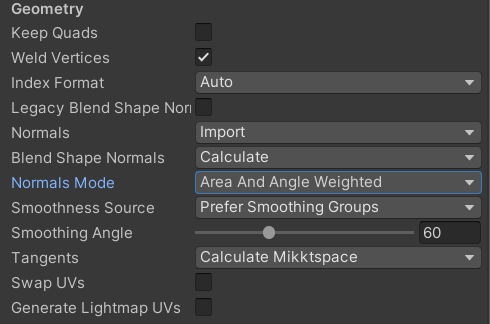 Geometry
Keep Quads
Weld Vertices
Index Format Auto
Legacy Blend Shape Nor
Normals Import
Blend Shape Normals Calculate
Normals Mode Area And Angle Weighted
Smoothness Source Prefer Smoothing Groups
Smoothing Angle 60
Tangents Calculate Mikktspace
Swap UVs
Generate Lightmap UVs